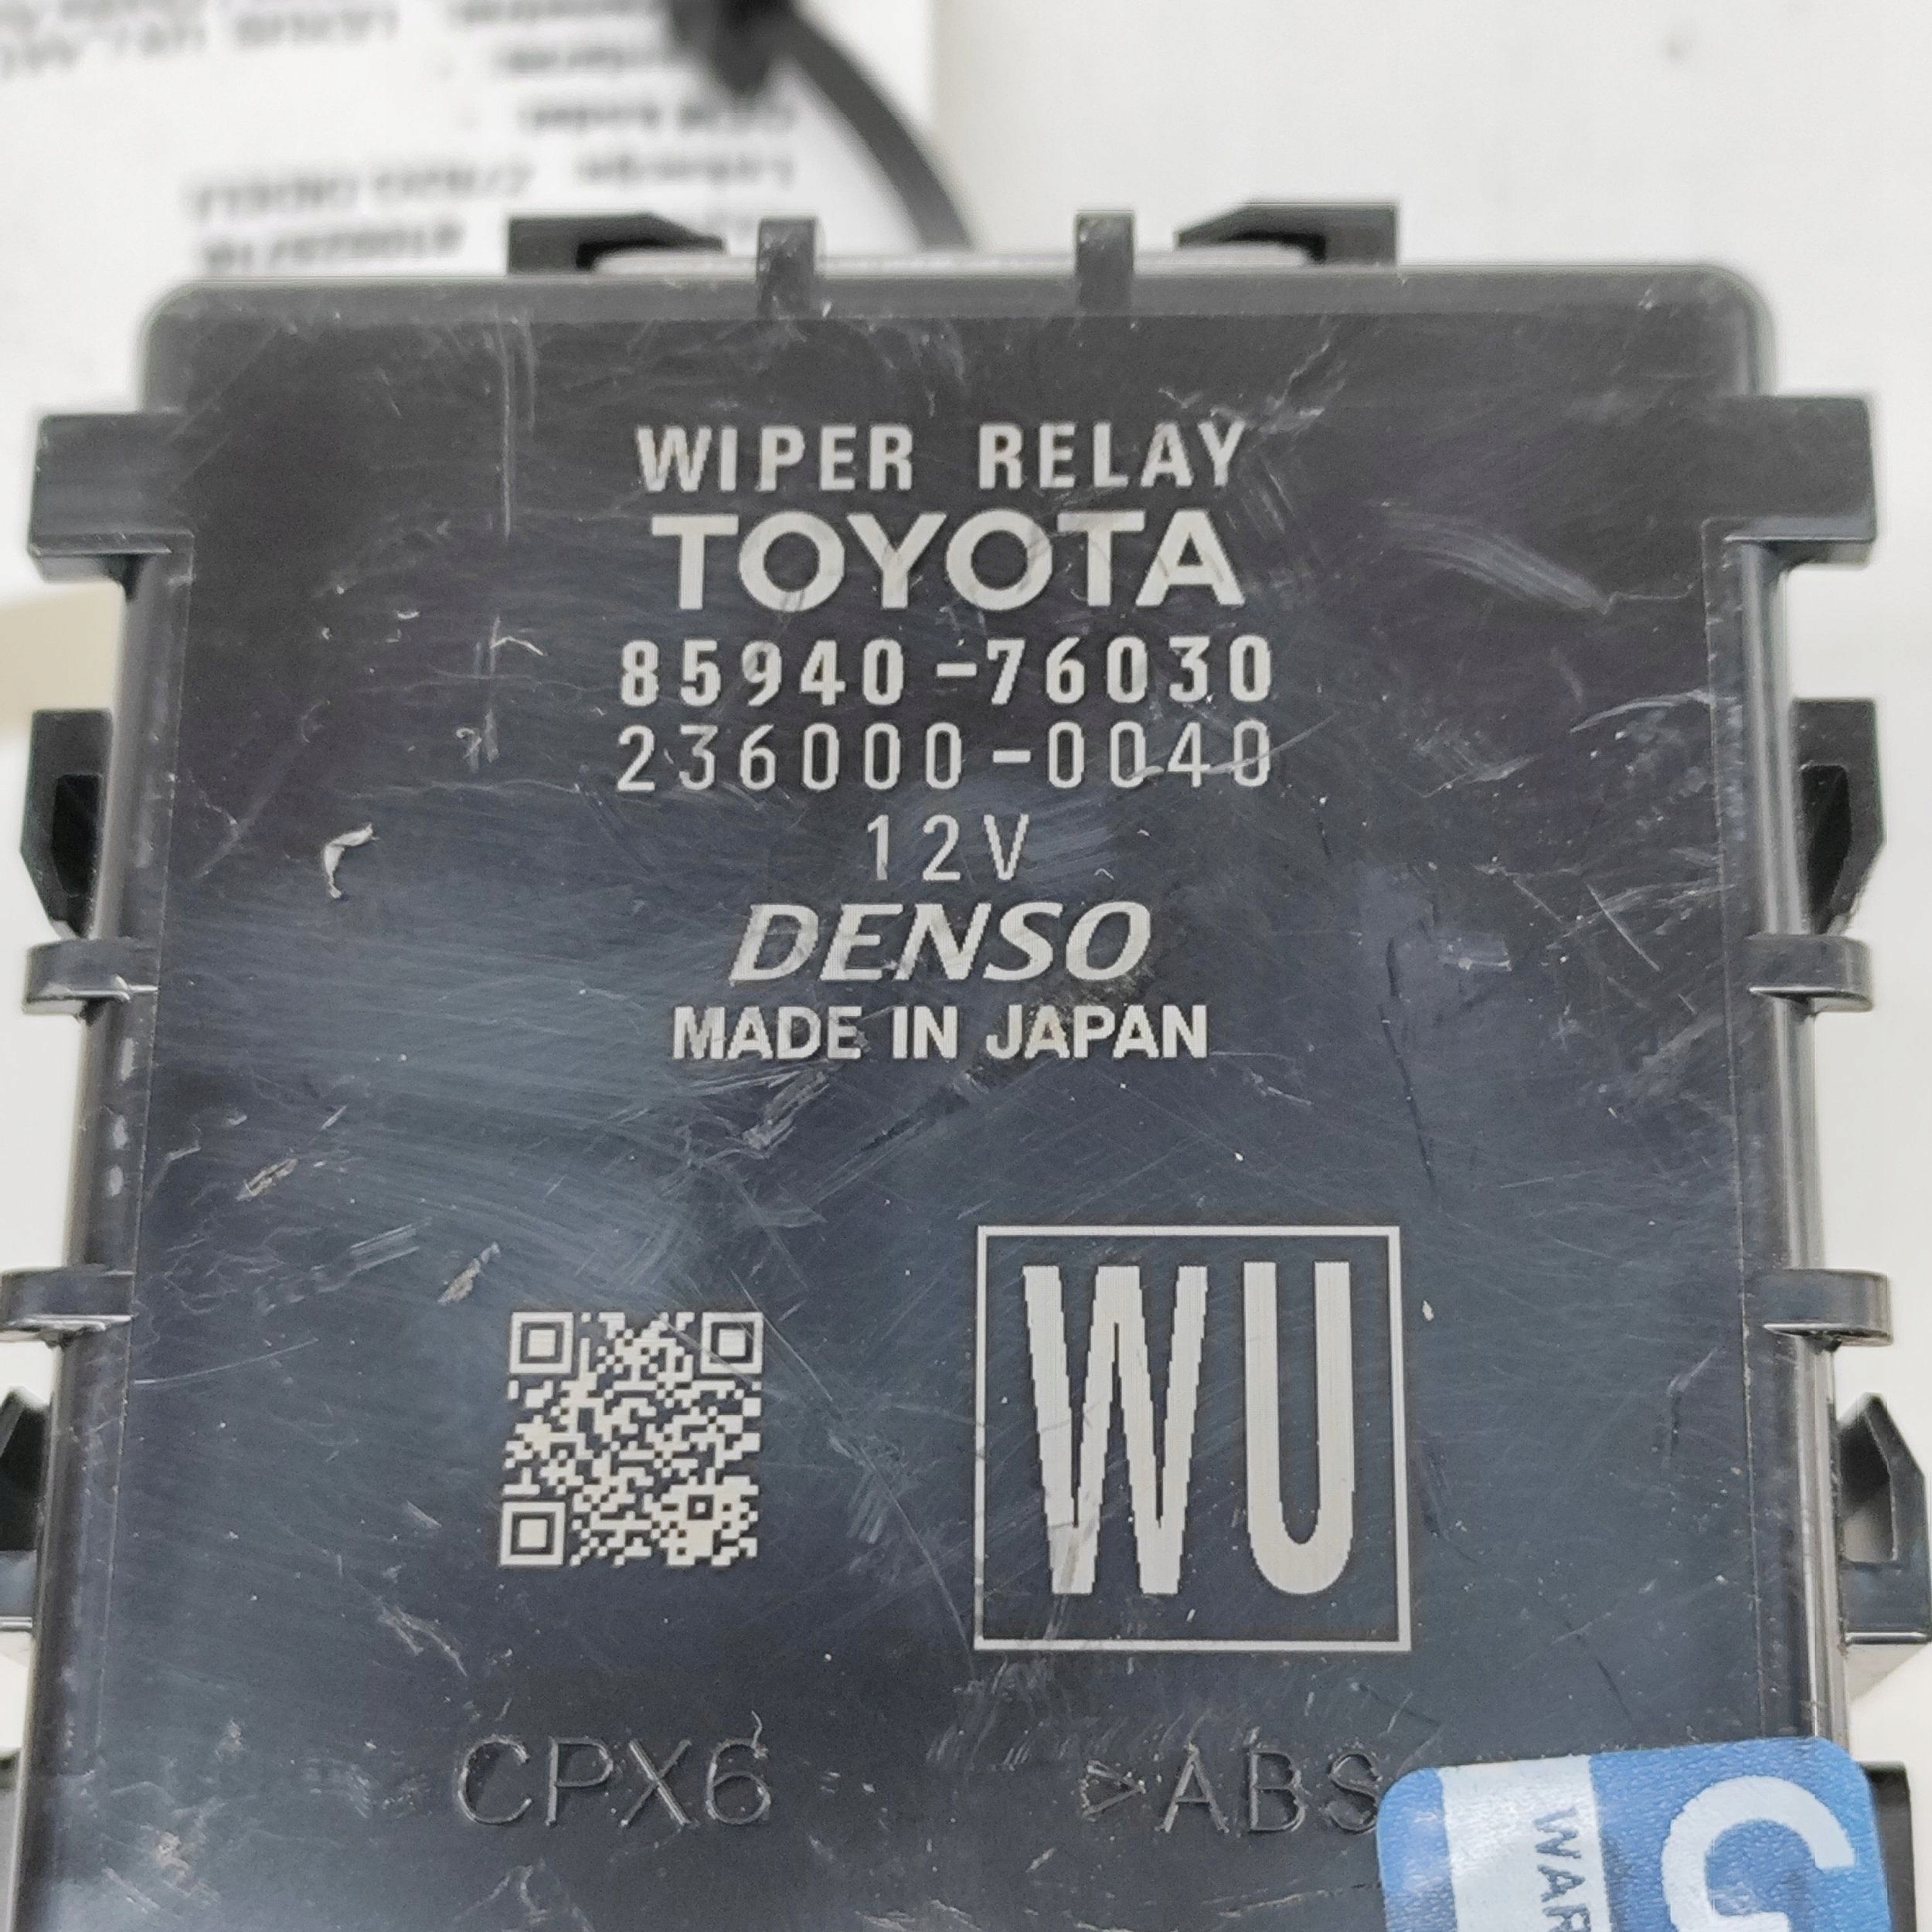 WIPER RELAY
TOYOTA
85940-76030
236000-0040
12V
DENSO
MADE IN JAPAN
WU
CPX6
>ABS